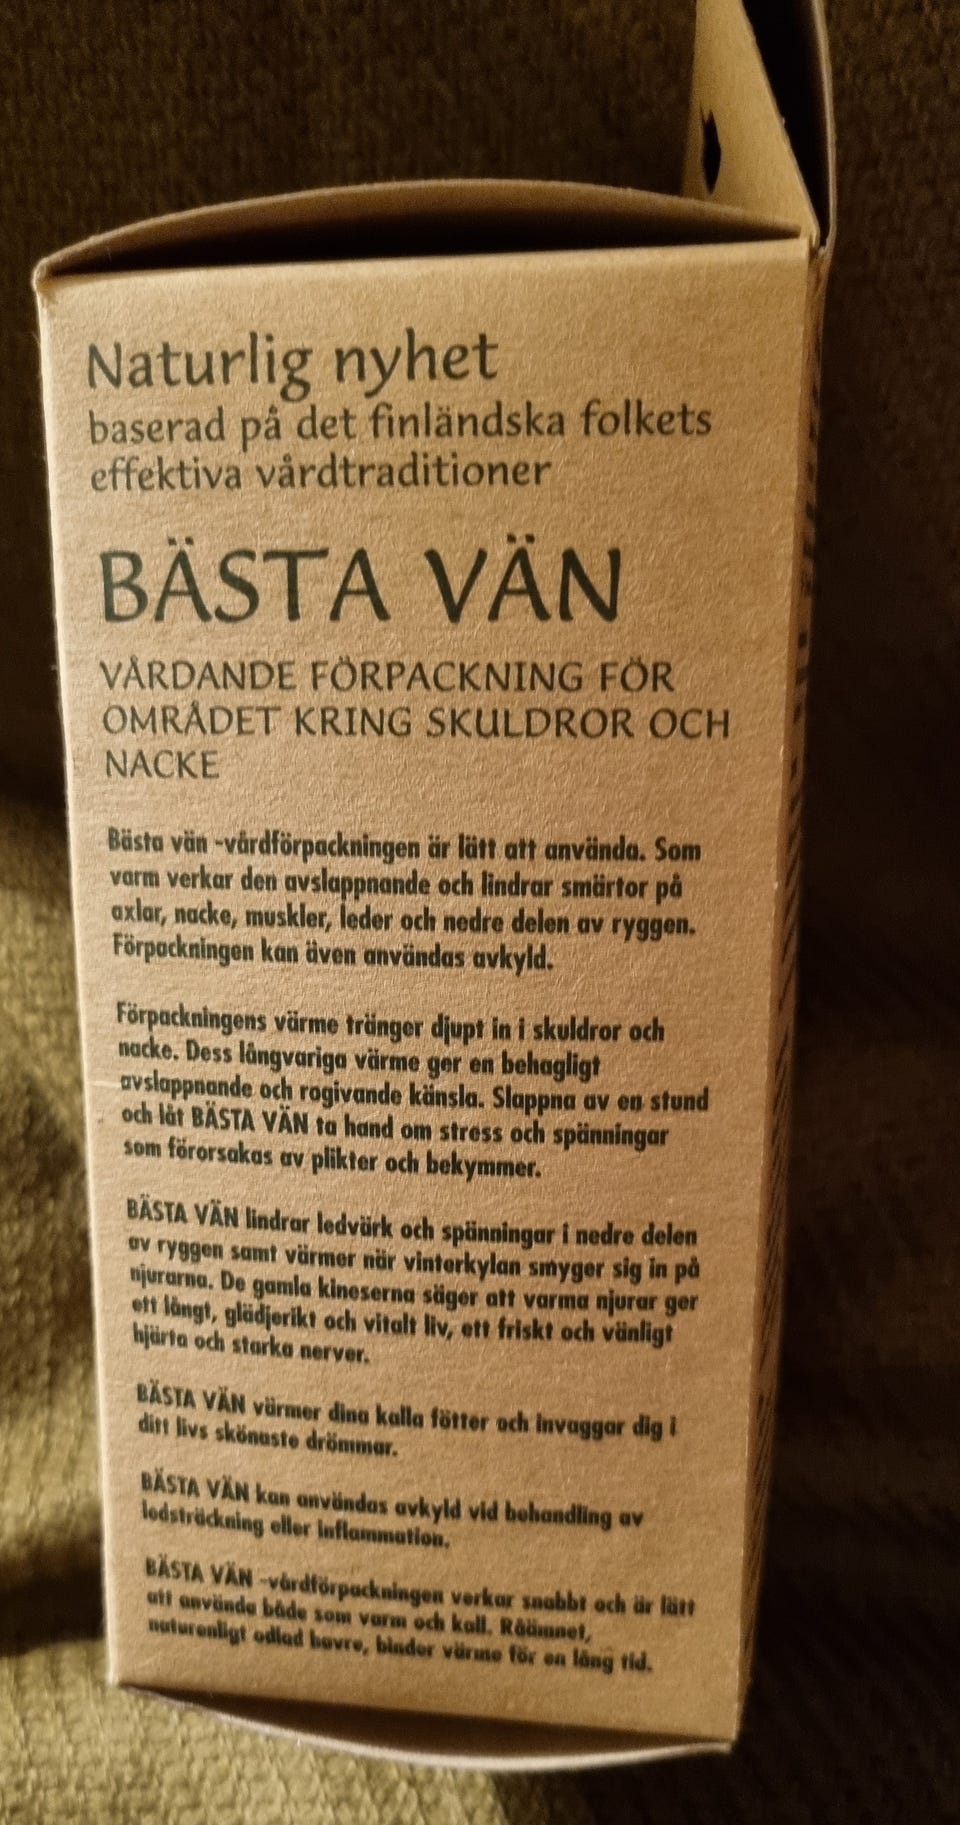 Naturlig nyhet
baserad på det finländska folkets
effektiva vårdtraditioner
BÄSTA VÄN
VÅRDANDE FÖRPACKNING FÖR
OMRÅDET KRING SKULDROR OCH
NACKE
Bästa vän -vårdförpackningen är lätt att använda. Som
varm verkar den avslappnande och lindrar smärtor på
axlar, nacke, muskler, leder och nedre delen av ryggen.
Förpackningen kan även användas avkyld.
Förpackningens värme tränger djupt in i skuldror och
nacke. Dess långvariga värme ger en behagligt
avslappnande och rogivande känsla. Slappna av en stund
och låt BÄSTA VÄN ta hand om stress och spänningar
som förorsakas av plikter och bekymmer.
BÄSTA VÄN lindrar ledvärk och spänningar i nedre delen
av ryggen samt värmer när vinterkylan smyger sig in på
njurarna. De gamla kineserna säger att varma njurar ger
ett långt, glädjerikt och vitalt liv, ett friskt och vänligt
hjärta och starka nerver.
BÄSTA VÄN värmer dina kalla fötter och invaggar dig i
ditt livs skönaste drömmar.
BÄSTA VÄN kan användas avkyld vid behandling av
ledsträckning eller inflammation.
BÄSTA VÄN -vårdförpackningen verkar snabbt och är lätt
att använda både som varm och kall. Råämnet,
naturenligt odlad havre, binder värme för en lång tid.